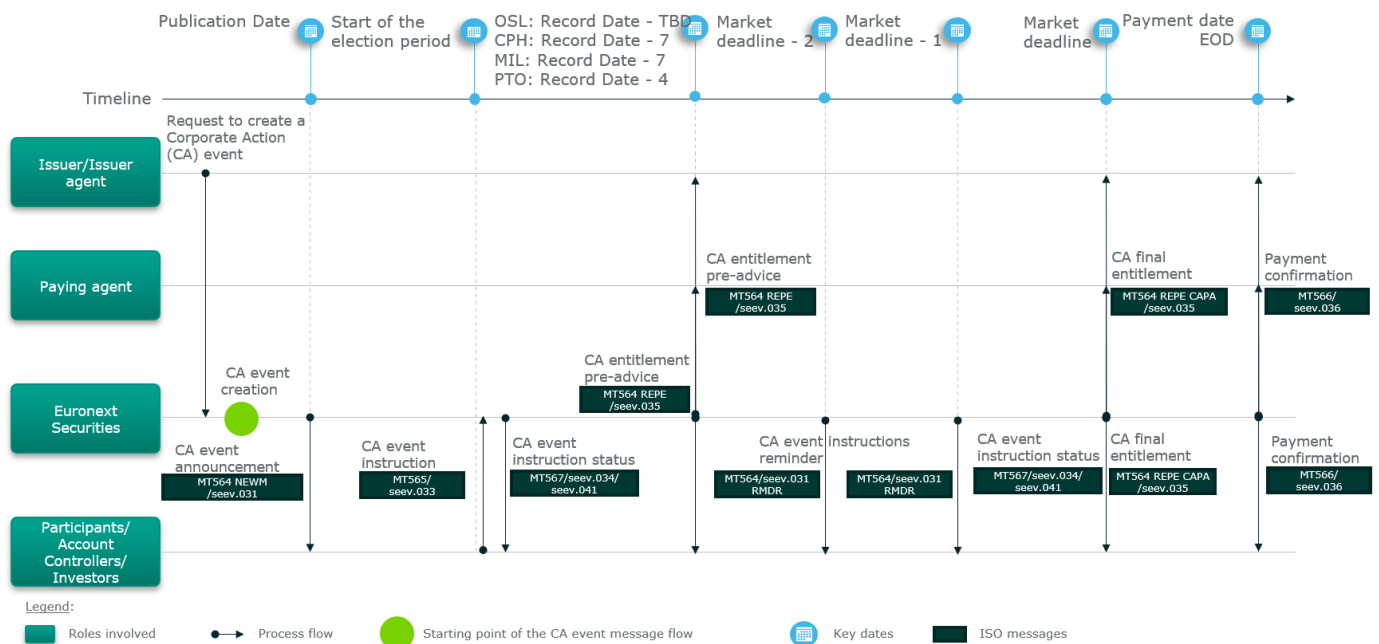 Publication Date
Start of the
election period
OSL: Record Date - TBD
CPH: Record Date - 7
MIL: Record Date - 7
PTO: Record Date - 4
Market
deadline - 2
Market
deadline - 1
Market
deadline
Payment date
EOD
Timeline
Request to create a
Corporate Action
(CA) event
Issuer/Issuer
agent
Paying agent
CA entitlement
pre-advice
MT564 REPE
/seev.035
CA final
entitlement
MT564 REPE CAPA
/seev.035
Payment
confirmation
MT566/
seev.036
CA event
creation
CA entitlement
pre-advice
MT564 REPE
/seev.035
Euronext
Securities
CA event
announcement
MT564 NEWM
/seev.031
CA event
instruction
MT565/
seev.033
CA event
instruction status
MT567/seev.034/
seev.041
CA event instructions
reminder
MT564/seev.031
RMDR
MT564/seev.031
RMDR
CA event
instruction status
MT567/seev.034/
seev.041
CA final
entitlement
MT564 REPE CAPA
/seev.035
Payment
confirmation
MT566/
seev.036
Participants/
Account
Controllers/
Investors
Legend:
Roles involved
Process flow
Starting point of the CA event message flow
Key dates
ISO messages